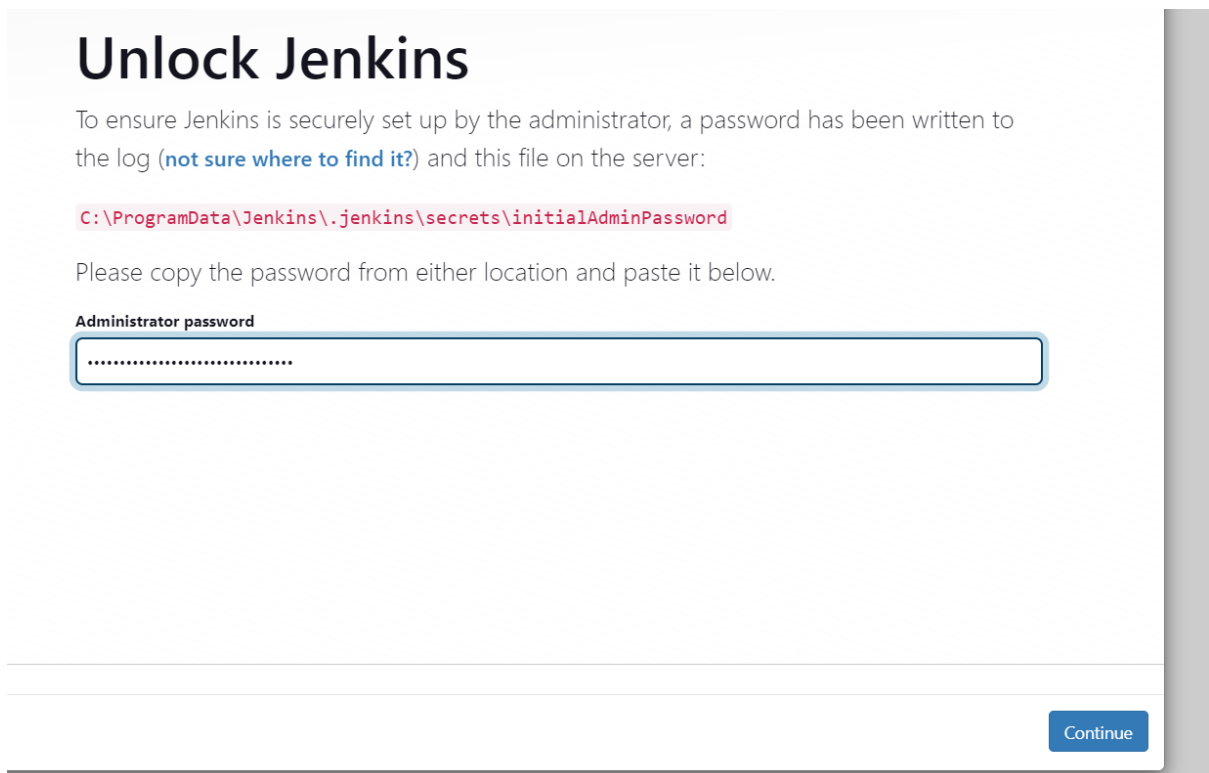 Unlock Jenkins
To ensure Jenkins is securely set up by the administrator, a password has been written to
the log (not sure where to find it?) and this file on the server:
C:\ProgramData\Jenkins\.jenkins\secrets\initialAdminPassword
Please copy the password from either location and paste it below.
Administrator password
••••••••••••••••••••••••••••••••
Continue